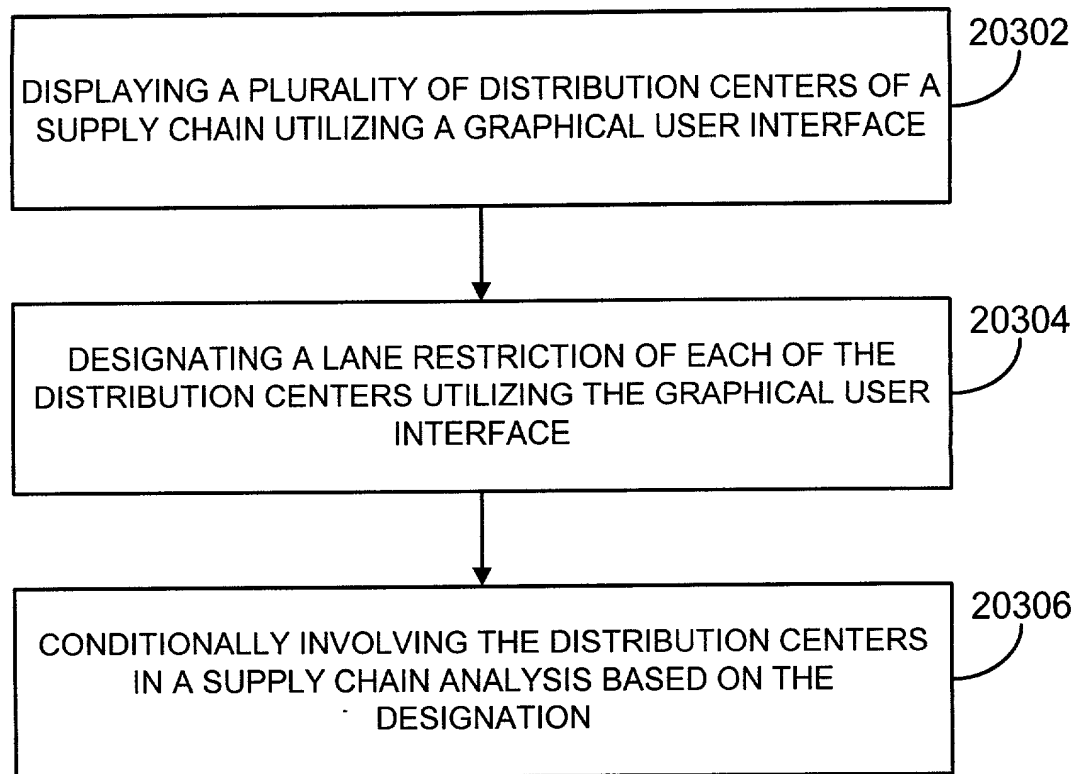 20302
DISPLAYING A PLURALITY OF DISTRIBUTION CENTERS OF A
SUPPLY CHAIN UTILIZING A GRAPHICAL USER INTERFACE
20304
DESIGNATING A LANE RESTRICTION OF EACH OF THE
DISTRIBUTION CENTERS UTILIZING THE GRAPHICAL USER
INTERFACE
20306
CONDITIONALLY INVOLVING THE DISTRIBUTION CENTERS
IN A SUPPLY CHAIN ANALYSIS BASED ON THE
DESIGNATION